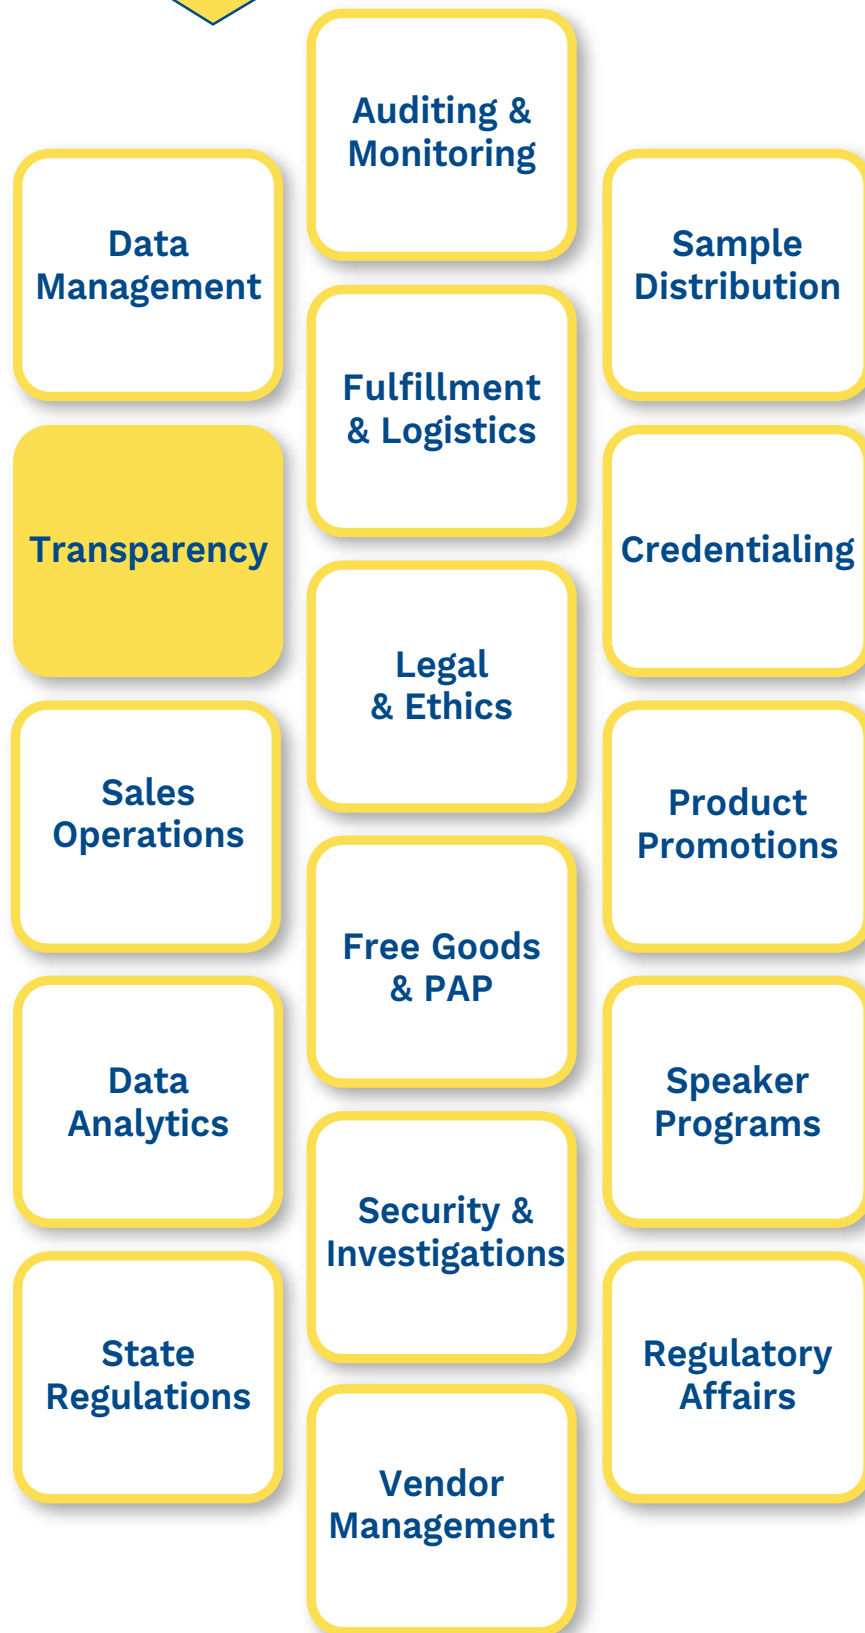 Auditing &
Monitoring
Data
Management
Sample
Distribution
Fulfillment
& Logistics
Transparency
Credentialing
Legal
& Ethics
Sales
Operations
Product
Promotions
Free Goods
& PAP
Data
Analytics
Speaker
Programs
Security &
Investigations
State
Regulations
Regulatory
Affairs
Vendor
Management